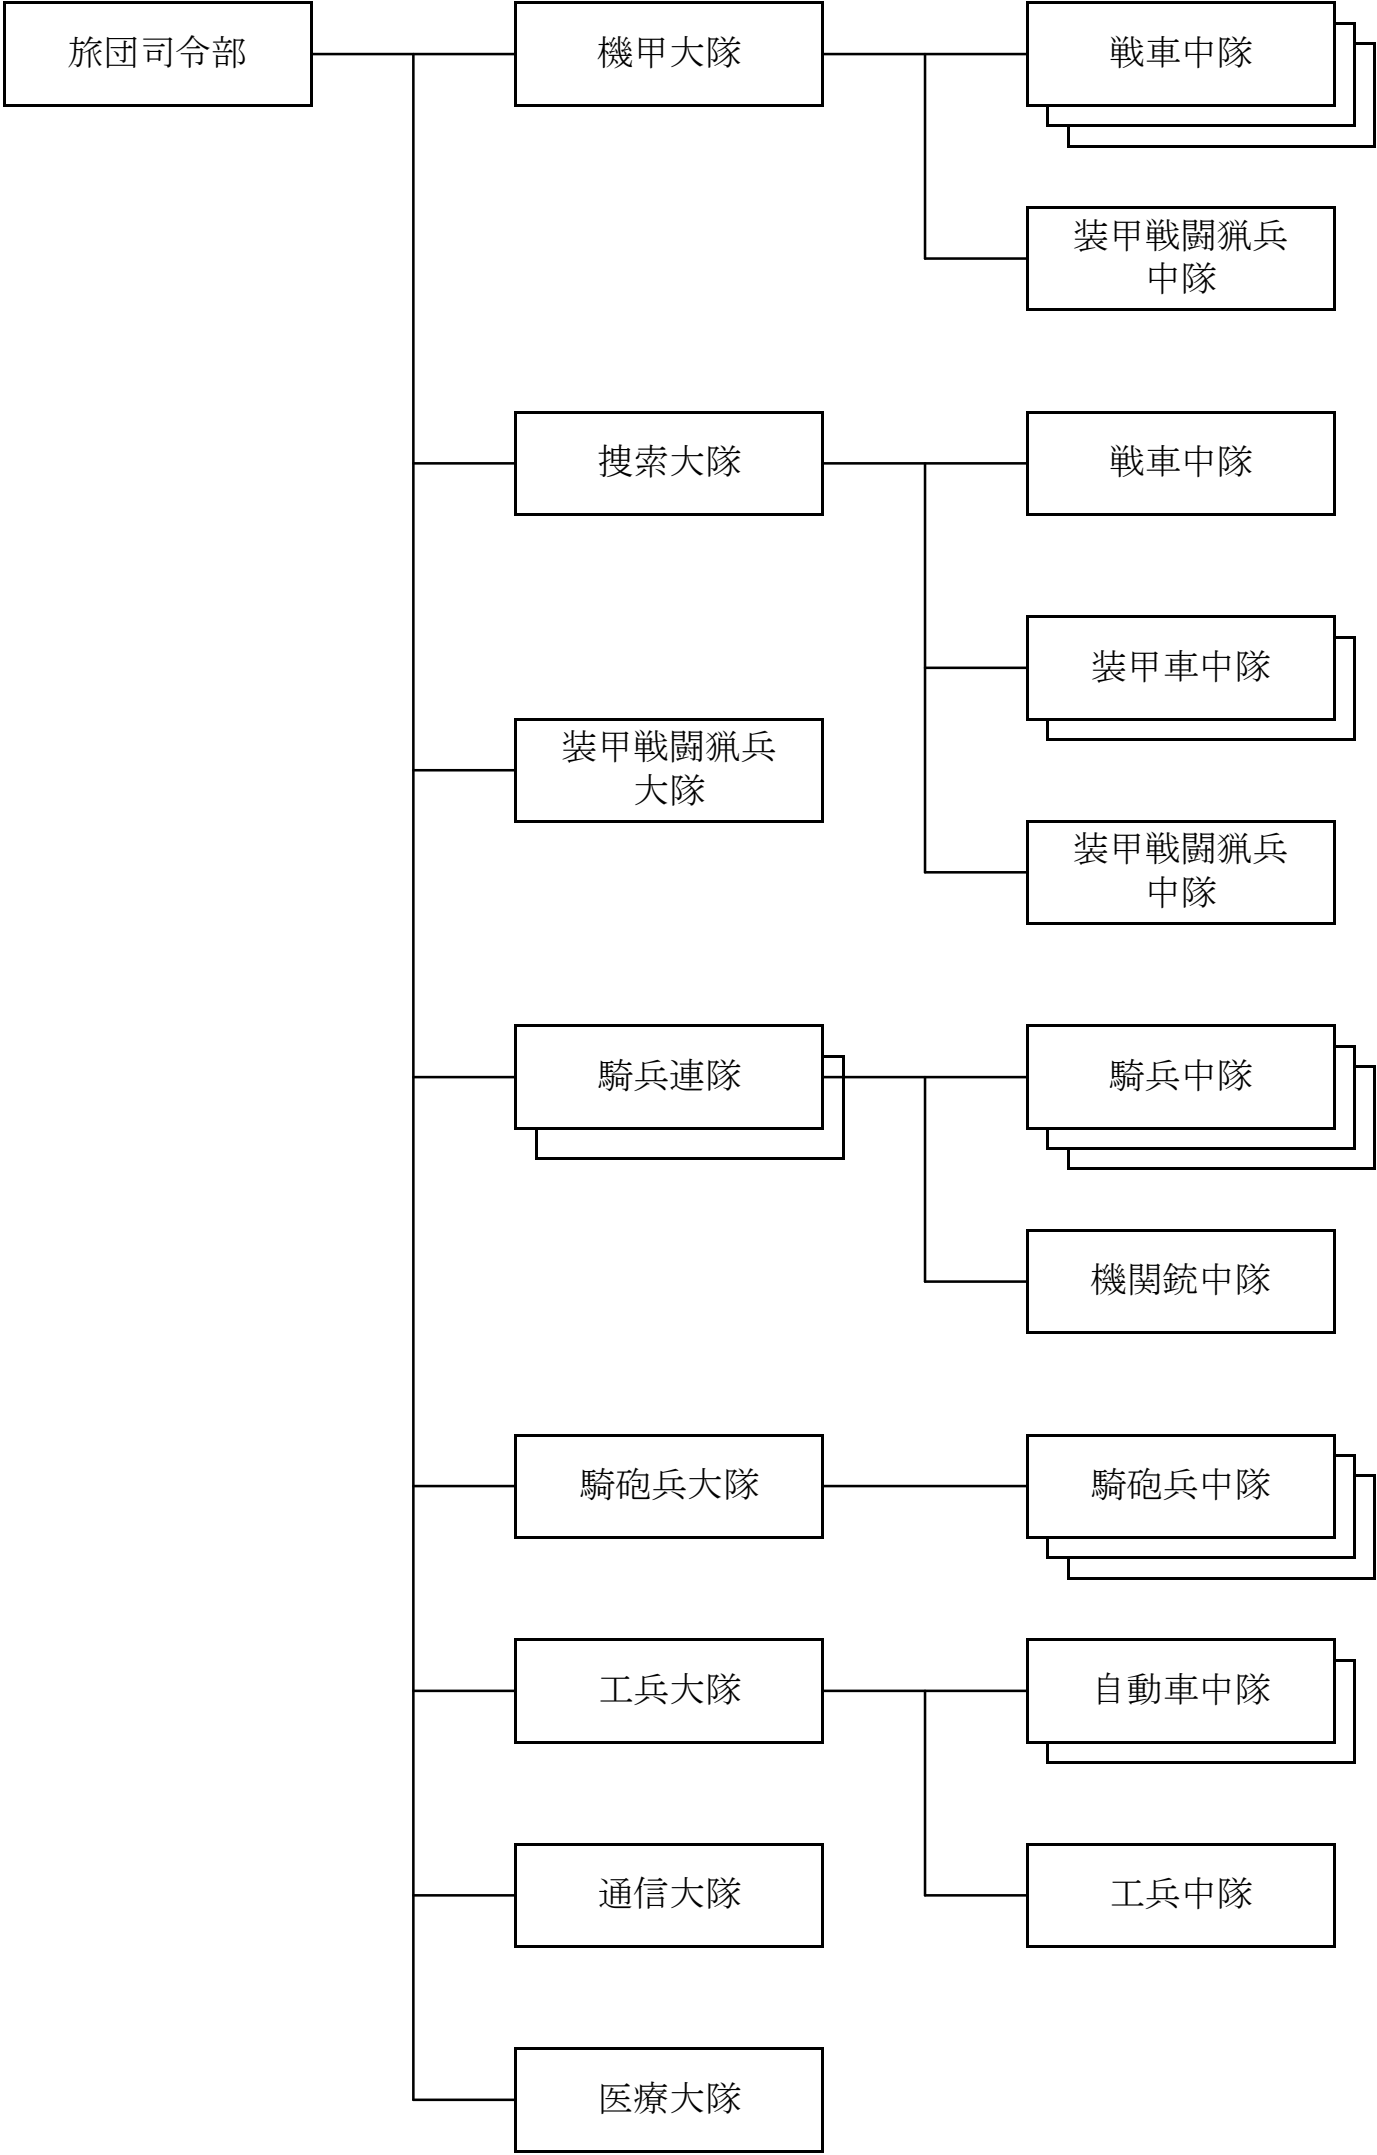 旅団司令部
機甲大隊
戦車中隊
装甲戦闘猟兵
中隊
捜索大隊
戦車中隊
装甲車中隊
装甲戦闘猟兵
大隊
装甲戦闘猟兵
中隊
騎兵連隊
騎兵中隊
機関銃中隊
騎砲兵大隊
騎砲兵中隊
工兵大隊
自動車中隊
通信大隊
工兵中隊
医療大隊